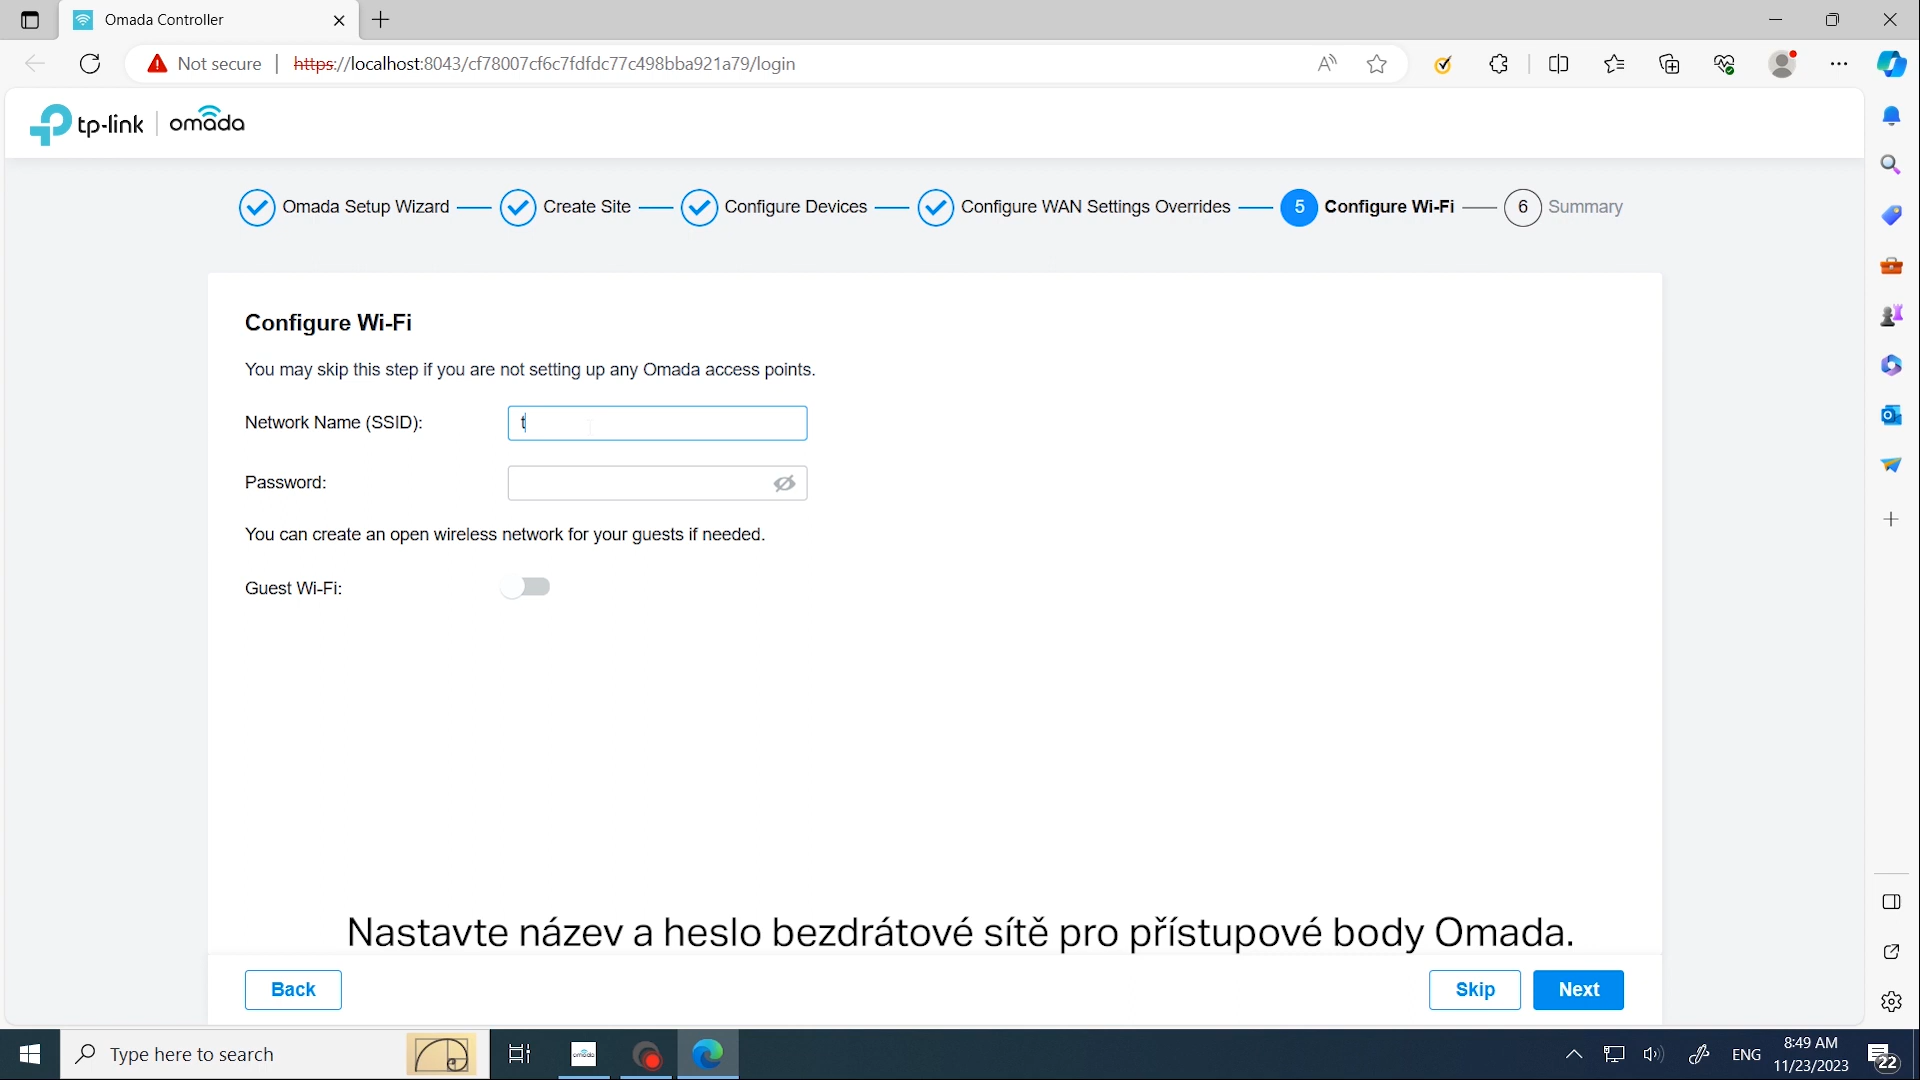 Omada Controller
Not secure | https://localhost:8043/cf78007cf6c7fdfdc77c498bba921a79/login
tp-link | omada
Omada Setup Wizard Create Site Configure Devices Configure WAN Settings Overrides 5 Configure Wi-Fi 6 Summary
Configure Wi-Fi
You may skip this step if you are not setting up any Omada access points.
Network Name (SSID): t
Password:
You can create an open wireless network for your guests if needed.
Guest Wi-Fi:
Nastavte název a heslo bezdrátové sítě pro přístupové body Omada.
Back Skip Next
Type here to search omada ENG 8:49 AM
11/23/2023 22